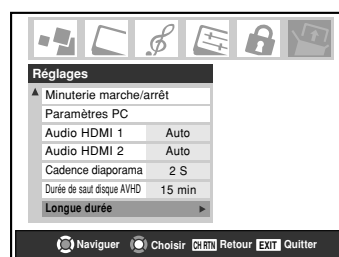 Réglages
Minuterie marche/arrêt
Paramètres PC
Audio HDMI 1 Auto
Audio HDMI 2 Auto
Cadence diaporama 2 S
Durée de saut disque AVHD 15 min
Longue durée
Naviguer Choisir CH RTN Retour EXIT Quitter